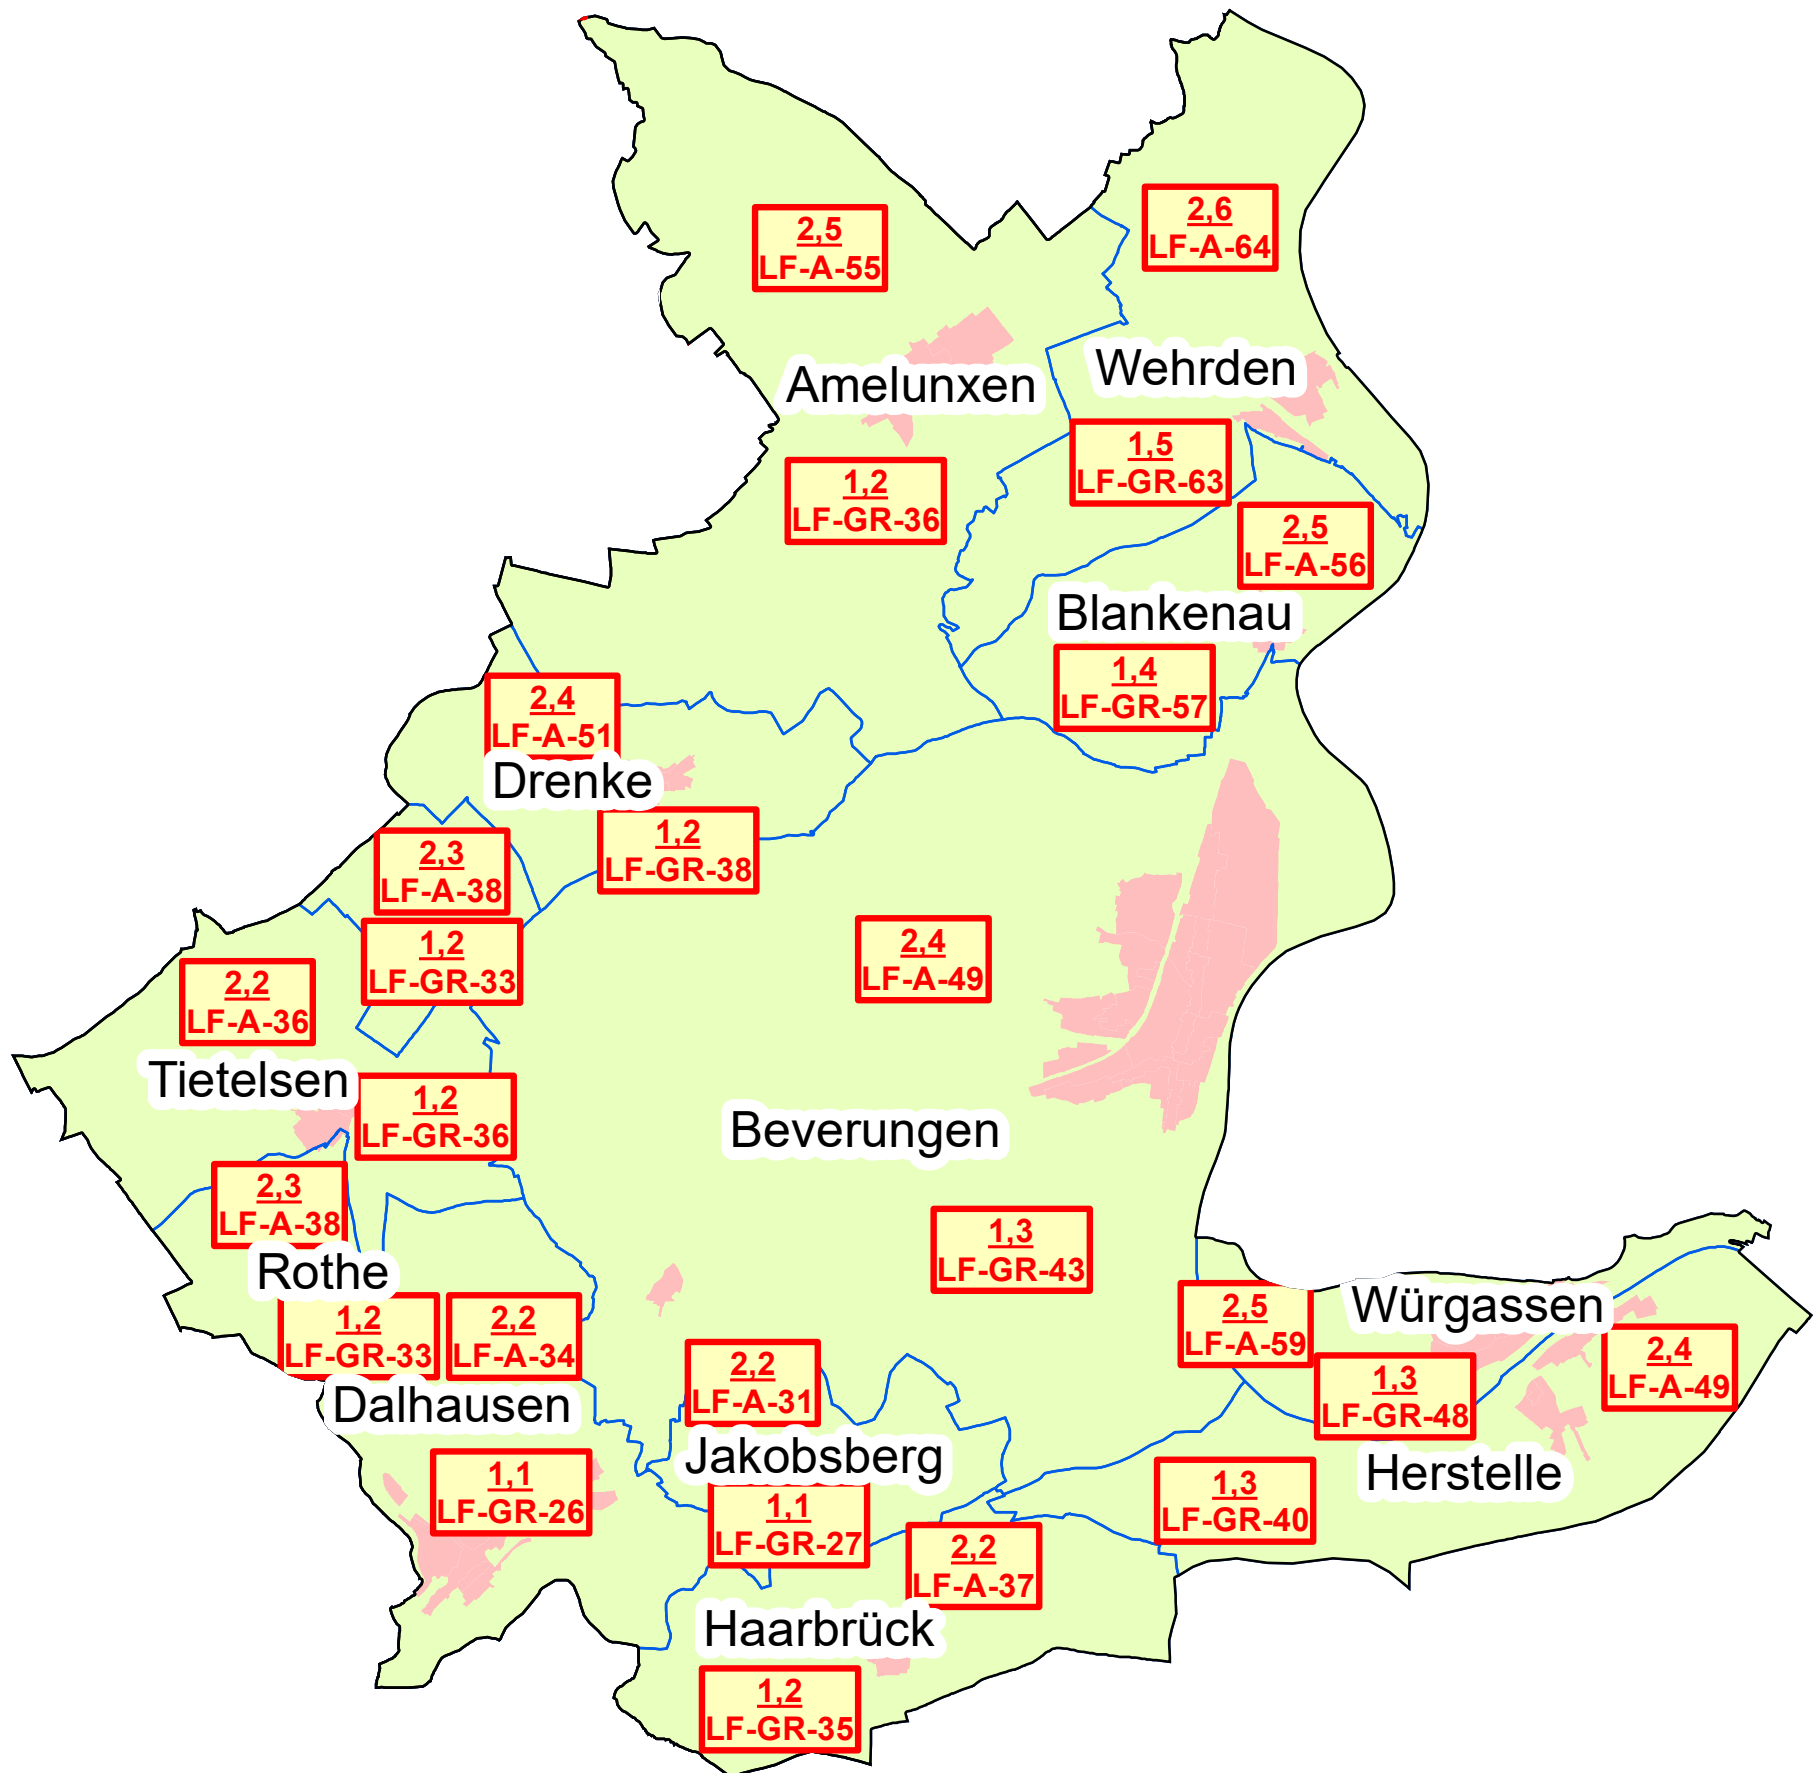 2,6
LF-A-64
2,5
LF-A-55
Wehrden
Amelunxen
1,5
LF-GR-63
1,2
LF-GR-36
2,5
LF-A-56
Blankenau
1,4
LF-GR-57
2,4
LF-A-51
Drenke
1,2
LF-GR-38
2,3
LF-A-38
1,2
LF-GR-33
2,4
LF-A-49
2,2
LF-A-36
Tietelsen
1,2
LF-GR-36
Beverungen
2,3
LF-A-38
Rothe
1,3
LF-GR-43
1,2
LF-GR-33
2,2
LF-A-34
Dalhausen
2,5
LF-A-59
Würgassen
2,4
LF-A-49
1,3
LF-GR-48
Herstelle
2,2
LF-A-31
Jakobsberg
1,1
LF-GR-27
1,1
LF-GR-26
1,3
LF-GR-40
2,2
LF-A-37
Haarbrück
1,2
LF-GR-35